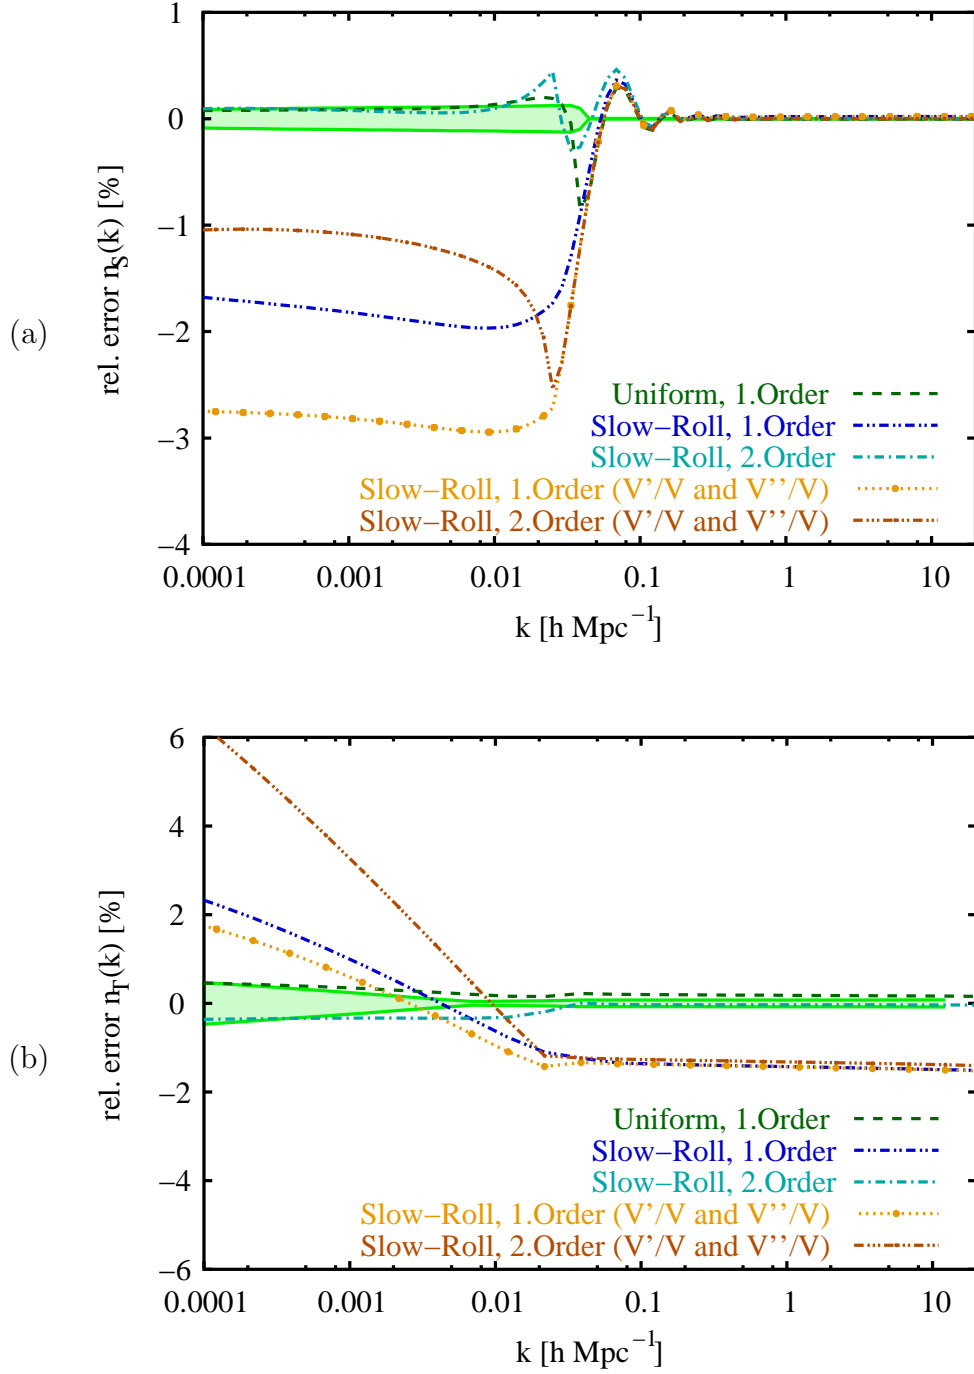 1
0
−1
−2
−3
−4
rel. error n_S(k) [%]
(a)
Uniform, 1.Order
Slow−Roll, 1.Order
Slow−Roll, 2.Order
Slow−Roll, 1.Order (V'/V and V''/V)
Slow−Roll, 2.Order (V'/V and V''/V)
0.0001 0.001 0.01 0.1 1 10
k [h Mpc⁻¹]
6
4
2
0
−2
−4
−6
rel. error n_T(k) [%]
(b)
Uniform, 1.Order
Slow−Roll, 1.Order
Slow−Roll, 2.Order
Slow−Roll, 1.Order (V'/V and V''/V)
Slow−Roll, 2.Order (V'/V and V''/V)
0.0001 0.001 0.01 0.1 1 10
k [h Mpc⁻¹]